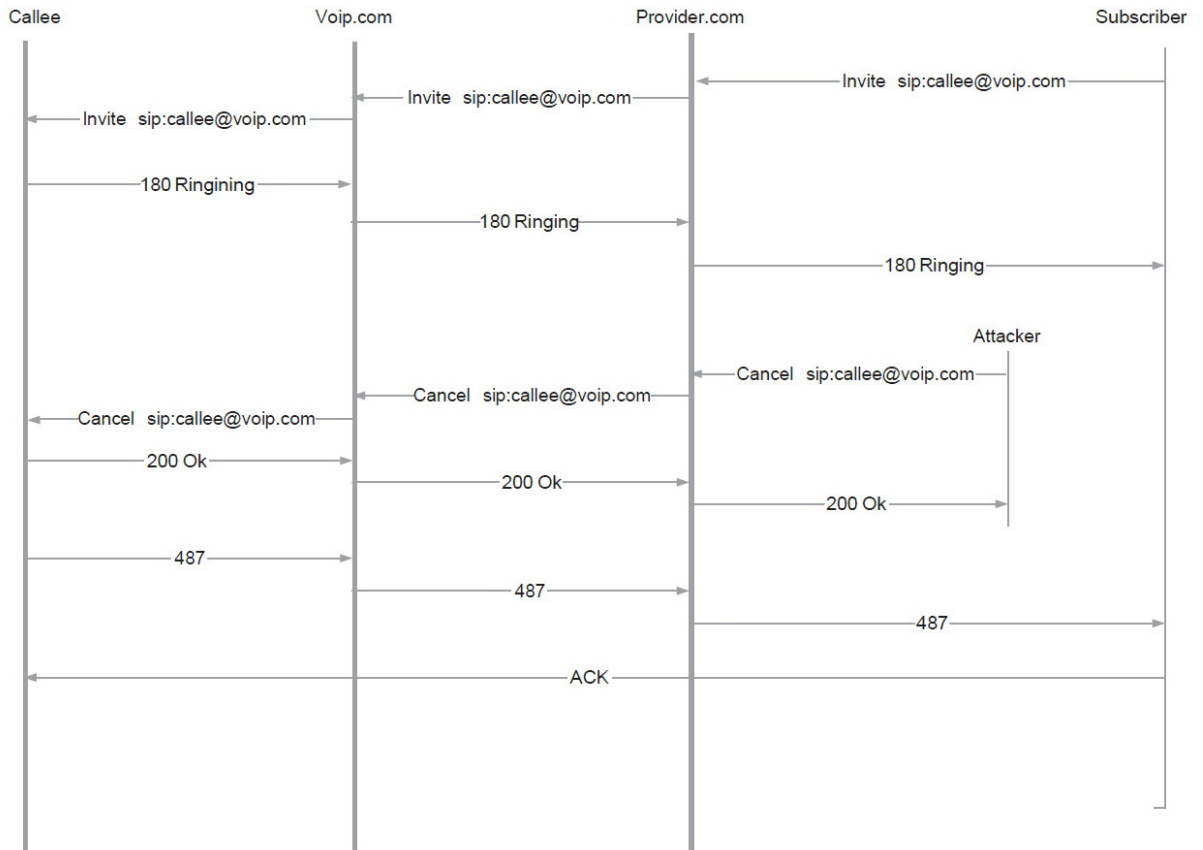 Callee Voip.com Provider.com Subscriber
Invite sip:callee@voip.com
Invite sip:callee@voip.com
Invite sip:callee@voip.com
180 Ringining
180 Ringing
180 Ringing
Attacker
Cancel sip:callee@voip.com
Cancel sip:callee@voip.com
Cancel sip:callee@voip.com
200 Ok
200 Ok
200 Ok
487
487
487
ACK